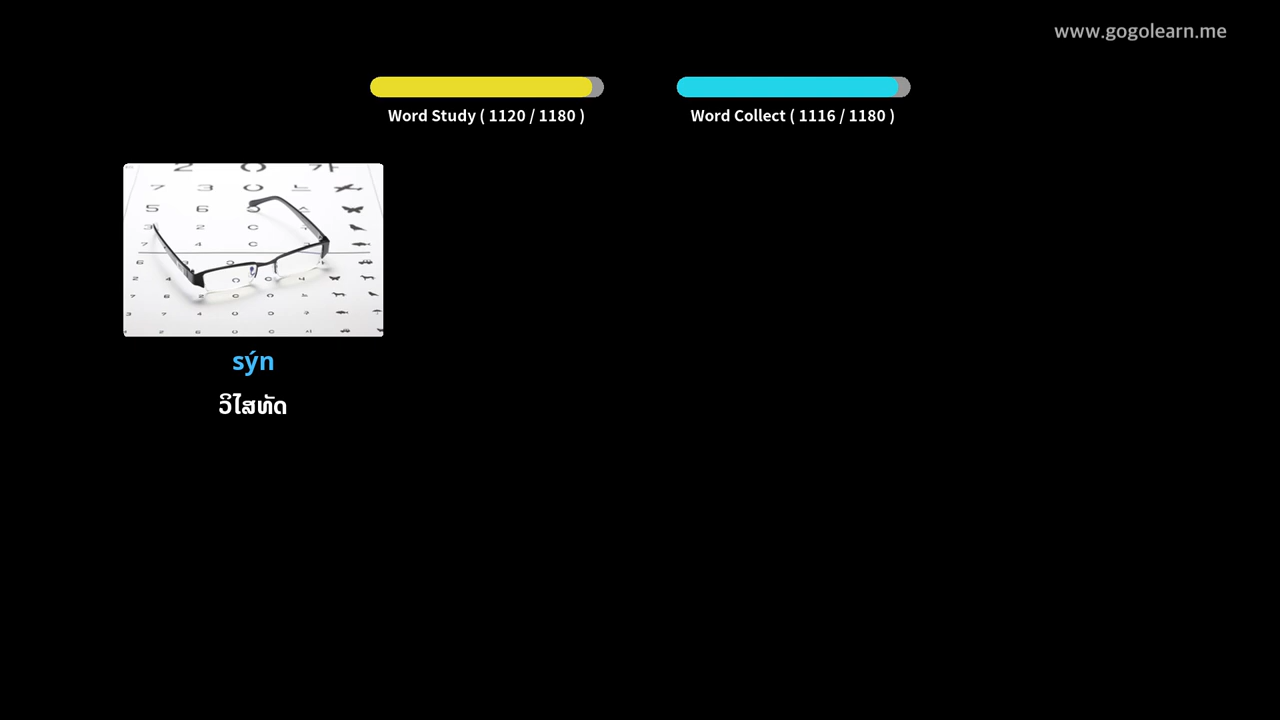 www.gogolearn.me
Word Study ( 1120 / 1180 )
Word Collect ( 1116 / 1180 )
sýn
ວິໄສທັດ